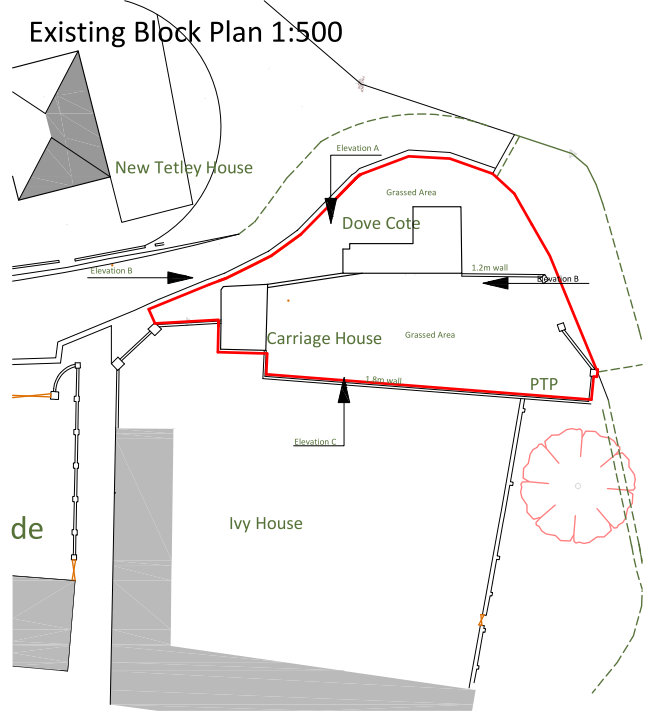 Existing Block Plan 1:500
Elevation A
New Tetley House
Grassed Area
Dove Cote
Elevation B
1.2m wall
Elevation B
Carriage House
Grassed Area
1.8m wall
PTP
Elevation C
Ivy House
de